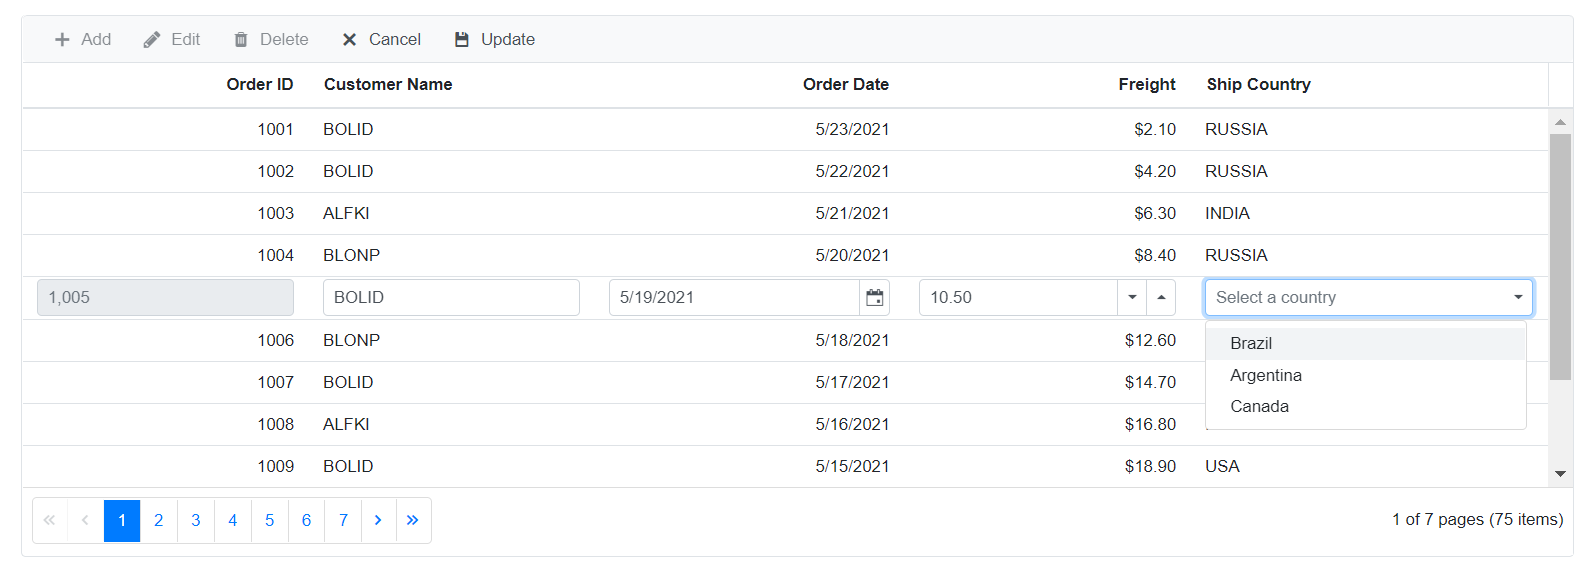 Add Edit Delete Cancel Update
Order ID Customer Name Order Date Freight Ship Country
1001 BOLID 5/23/2021 $2.10 RUSSIA
1002 BOLID 5/22/2021 $4.20 RUSSIA
1003 ALFKI 5/21/2021 $6.30 INDIA
1004 BLONP 5/20/2021 $8.40 RUSSIA
1,005 BOLID 5/19/2021 10.50 Select a country
1006 BLONP 5/18/2021 $12.60 Brazil
1007 BOLID 5/17/2021 $14.70 Argentina
Canada
1008 ALFKI 5/16/2021 $16.80
1009 BOLID 5/15/2021 $18.90 USA
« ‹ 1 2 3 4 5 6 7 › » 1 of 7 pages (75 items)